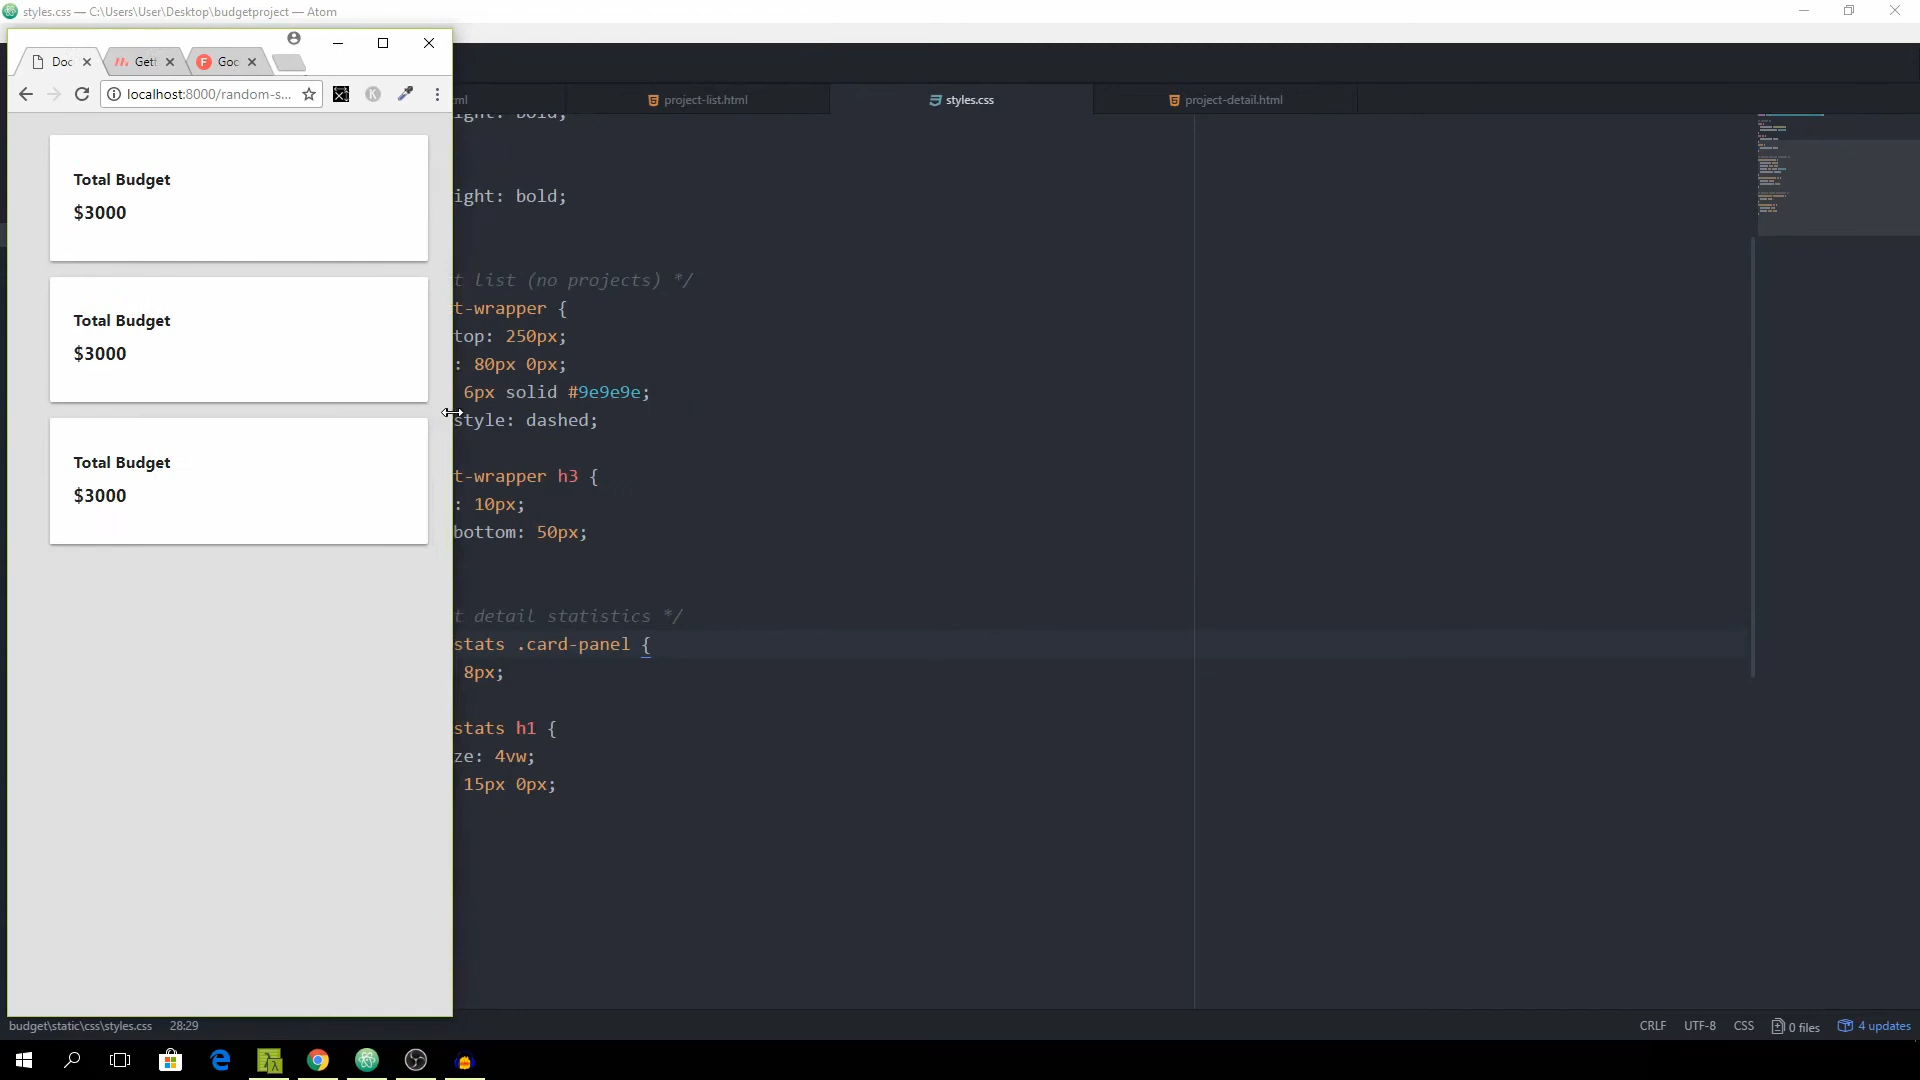 styles.css — C:\Users\User\Desktop\budgetproject — Atom
Doc
Gett
Goo
localhost:8000/random-s...
ml
project-list.html
styles.css
project-detail.html
Total Budget
$3000
Total Budget
$3000
Total Budget
$3000
ight: bold;
ight: bold;
t list (no projects) */
t-wrapper {
top: 250px;
: 80px 0px;
6px solid #9e9e9e;
style: dashed;
t-wrapper h3 {
: 10px;
bottom: 50px;
t detail statistics */
stats .card-panel {
8px;
stats h1 {
ze: 4vw;
15px 0px;
budget\static\css\styles.css 28:29
CRLF UTF-8 CSS 0 files 4 updates